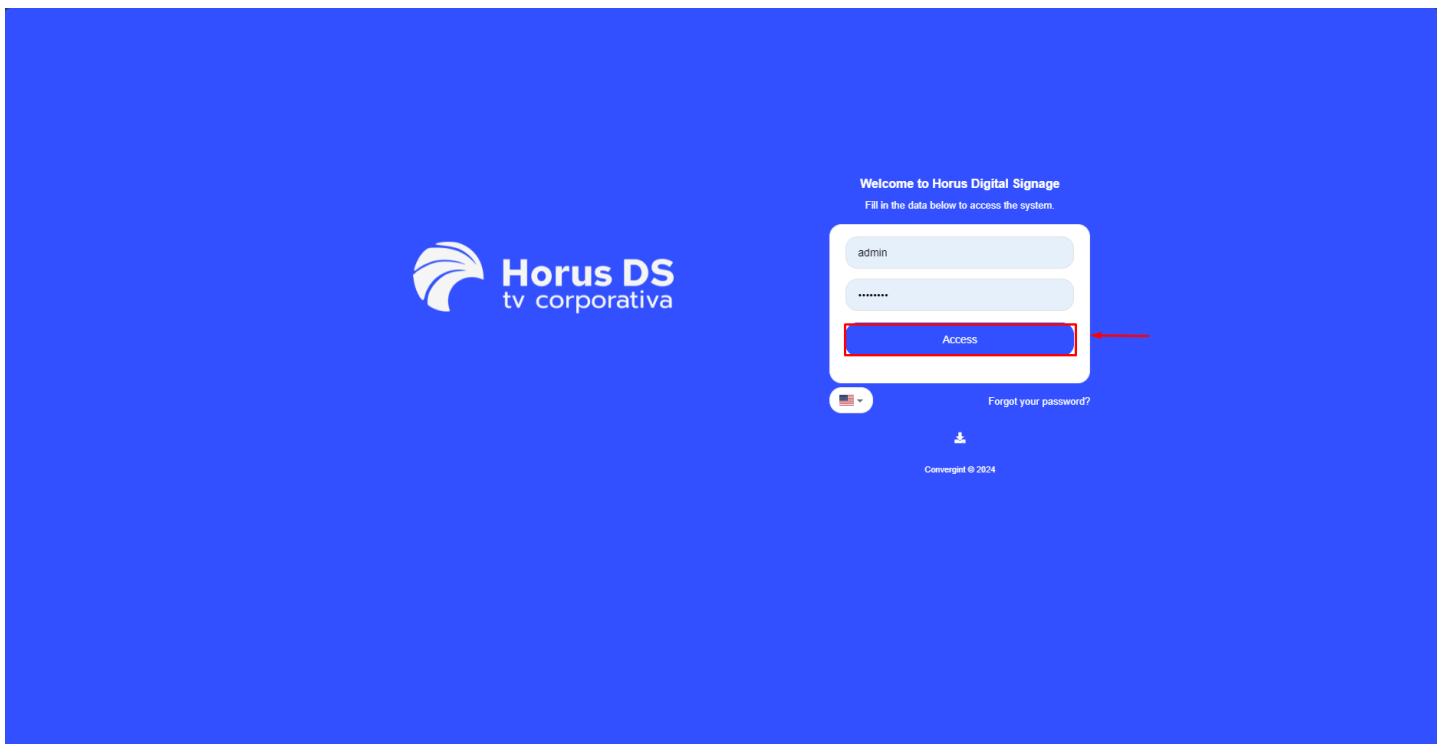 Welcome to Horus Digital Signage
Fill in the data below to access the system.
Horus DS
tv corporativa
admin
••••••••
Access
Forgot your password?
Convergint © 2024